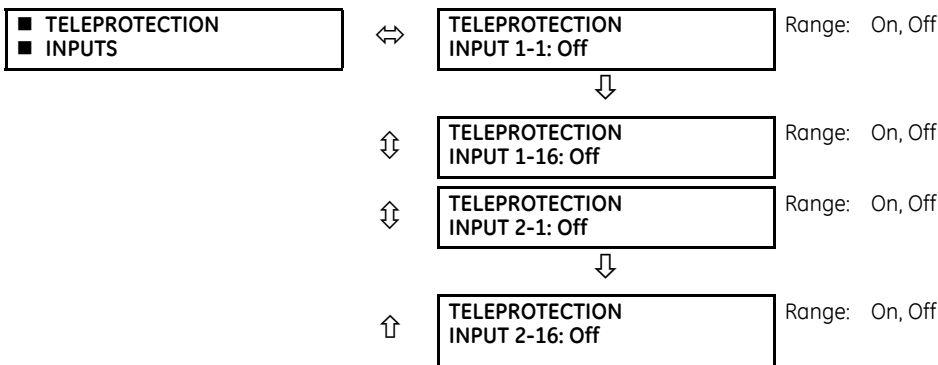 ■ TELEPROTECTION
■ INPUTS
TELEPROTECTION
INPUT 1-1: Off
Range: On, Off
TELEPROTECTION
INPUT 1-16: Off
Range: On, Off
TELEPROTECTION
INPUT 2-1: Off
Range: On, Off
TELEPROTECTION
INPUT 2-16: Off
Range: On, Off